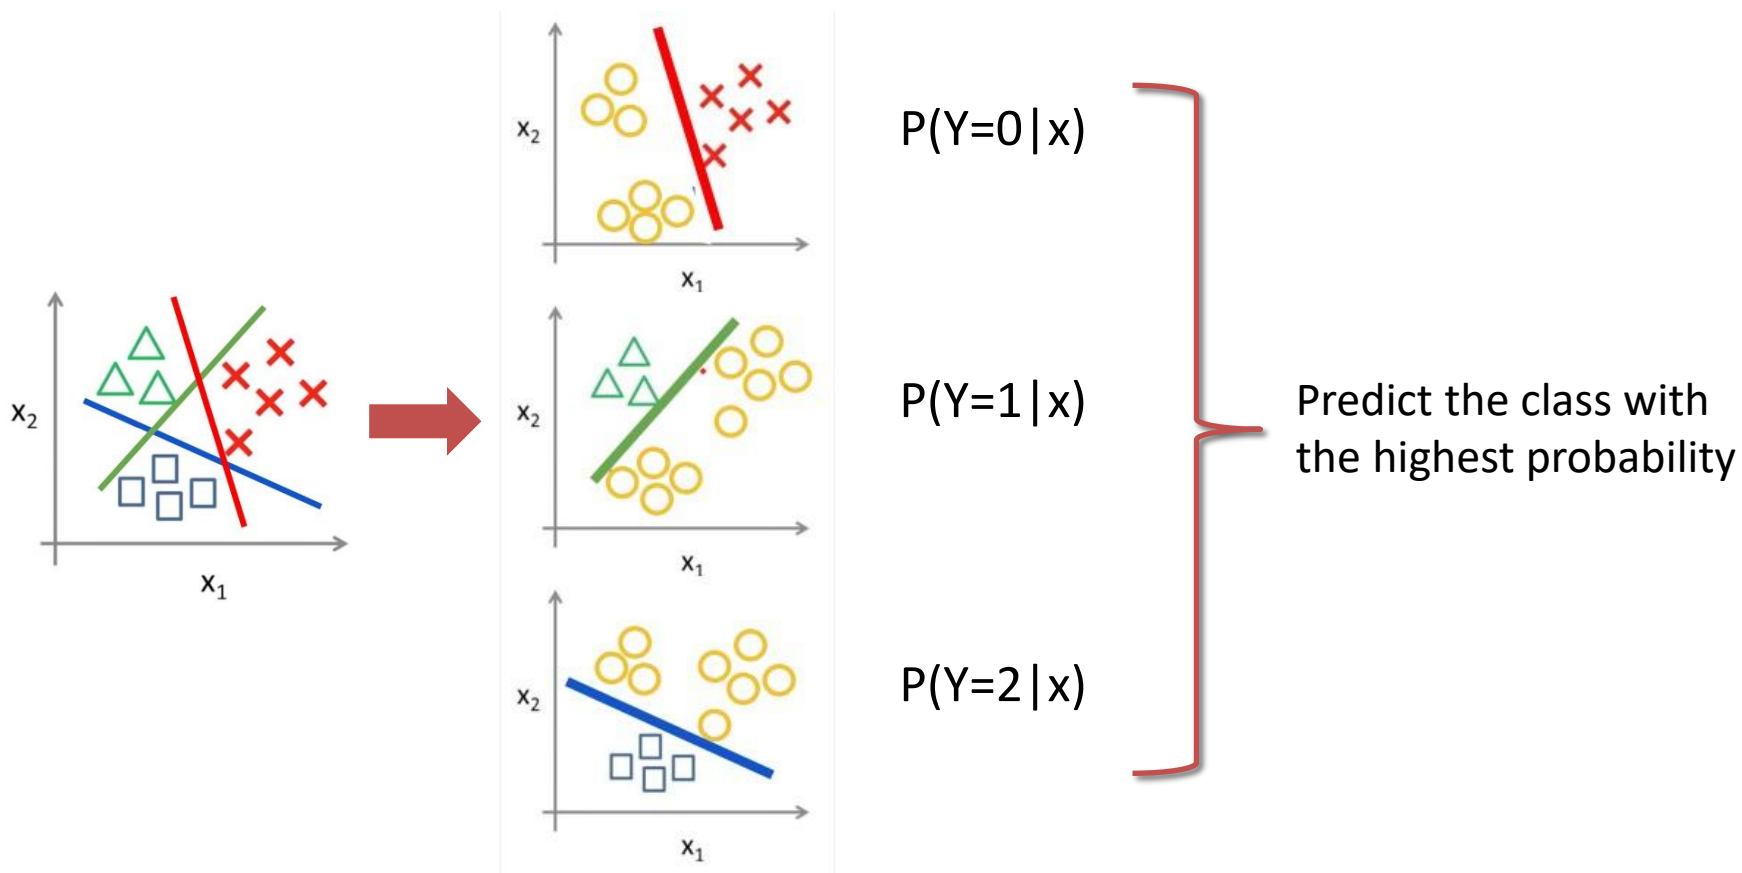 x₂
x₁
x₂
x₁
P(Y=0|x)
x₂
x₁
P(Y=1|x)
x₂
x₁
P(Y=2|x)
Predict the class with
the highest probability